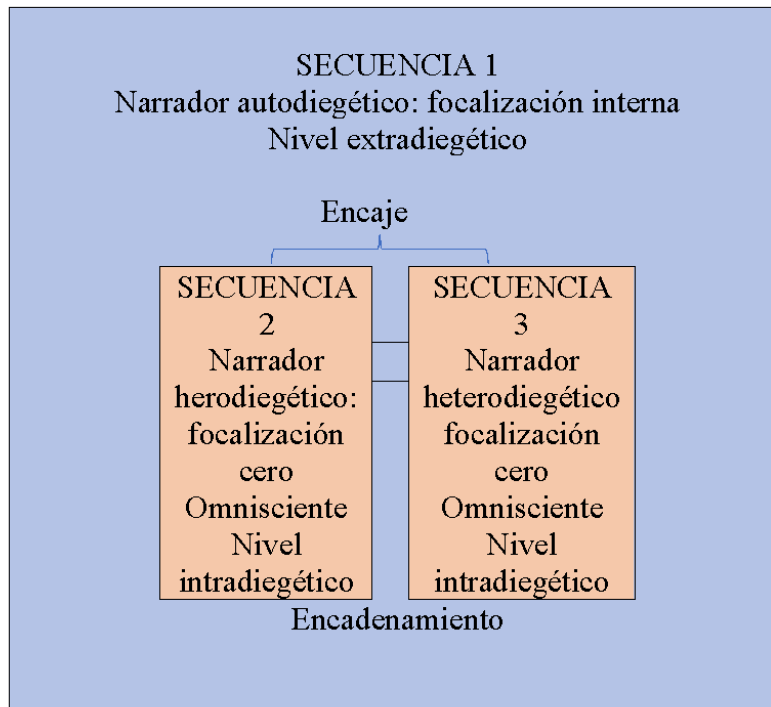 SECUENCIA 1
Narrador autodiegético: focalización interna
Nivel extradiegético
Encaje
SECUENCIA
2
Narrador
herodiegético:
focalización
cero
Omnisciente
Nivel
intradiegético
SECUENCIA
3
Narrador
heterodiegético
focalización
cero
Omnisciente
Nivel
intradiegético
Encadenamiento